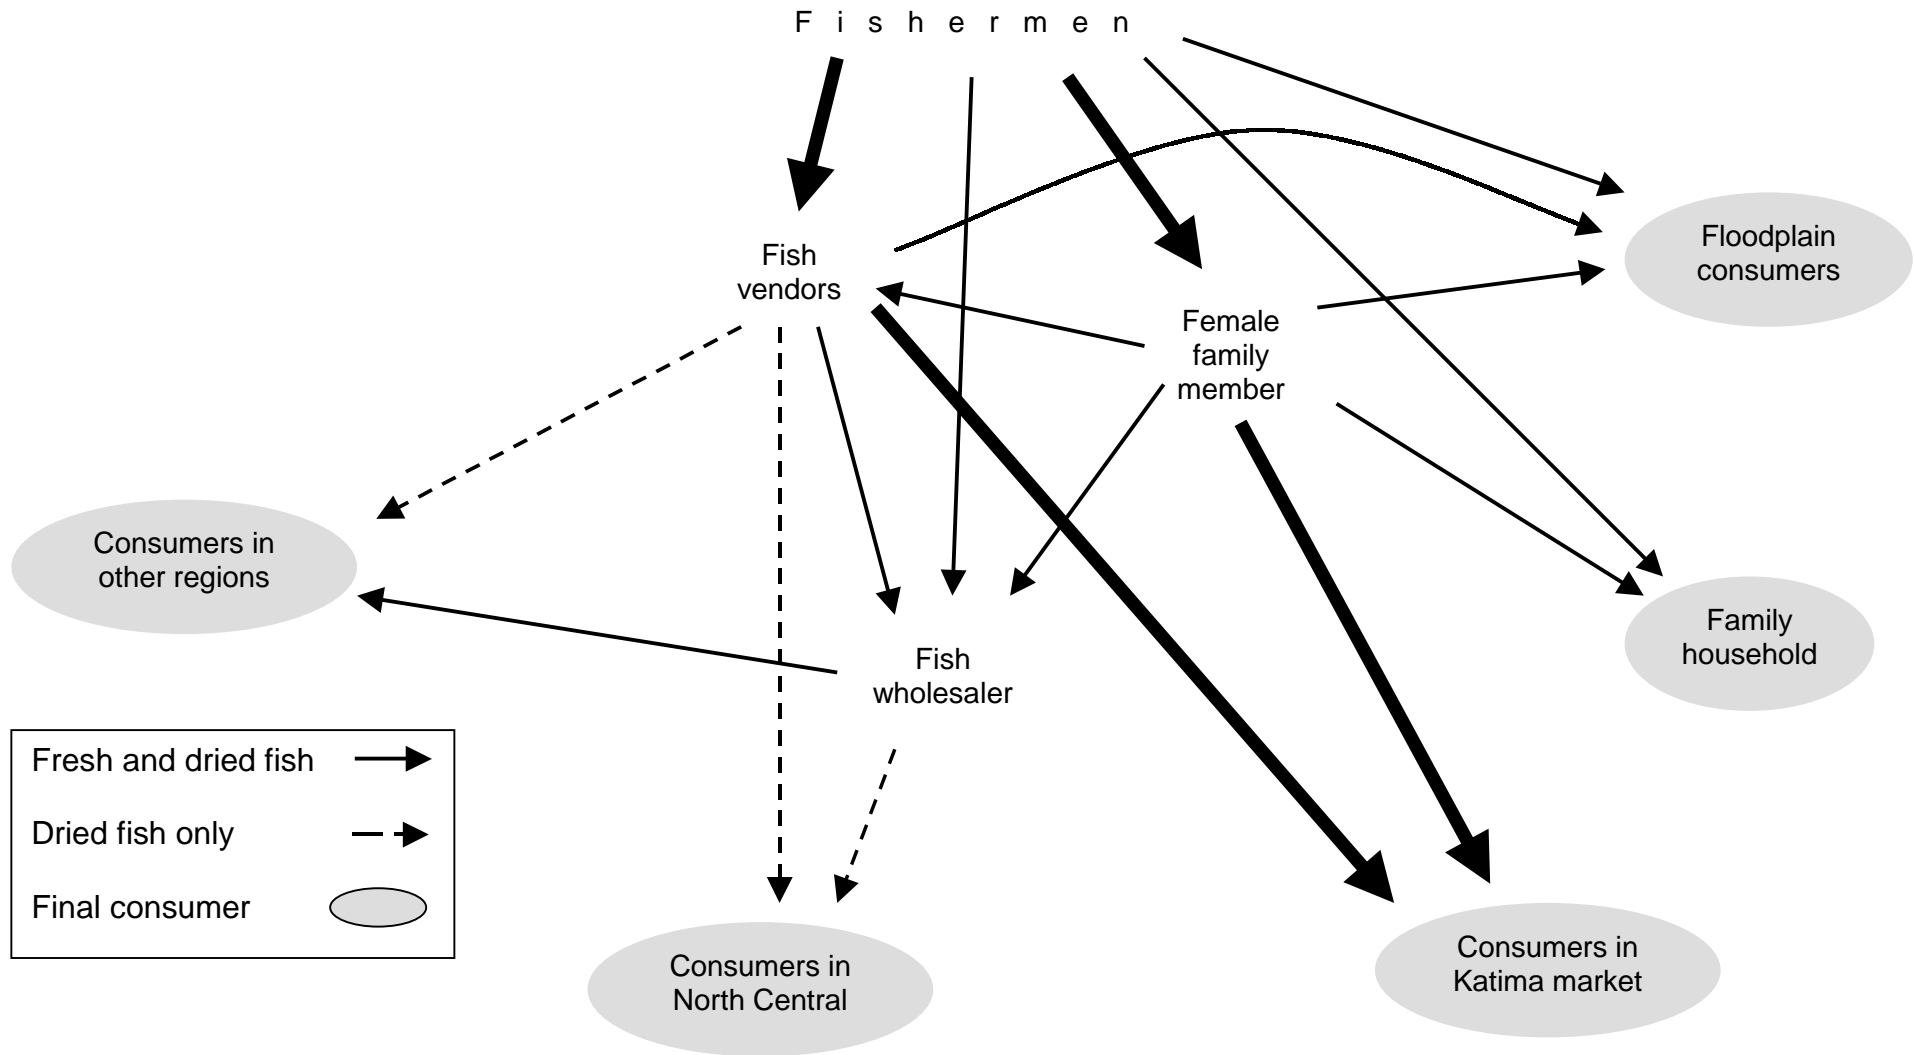 F i s h e r m e n
Fish
vendors
Floodplain
consumers
Female
family
member
Consumers in
other regions
Family
household
Fish
wholesaler
Fresh and dried fish
Dried fish only
Final consumer
Consumers in
North Central
Consumers in
Katima market